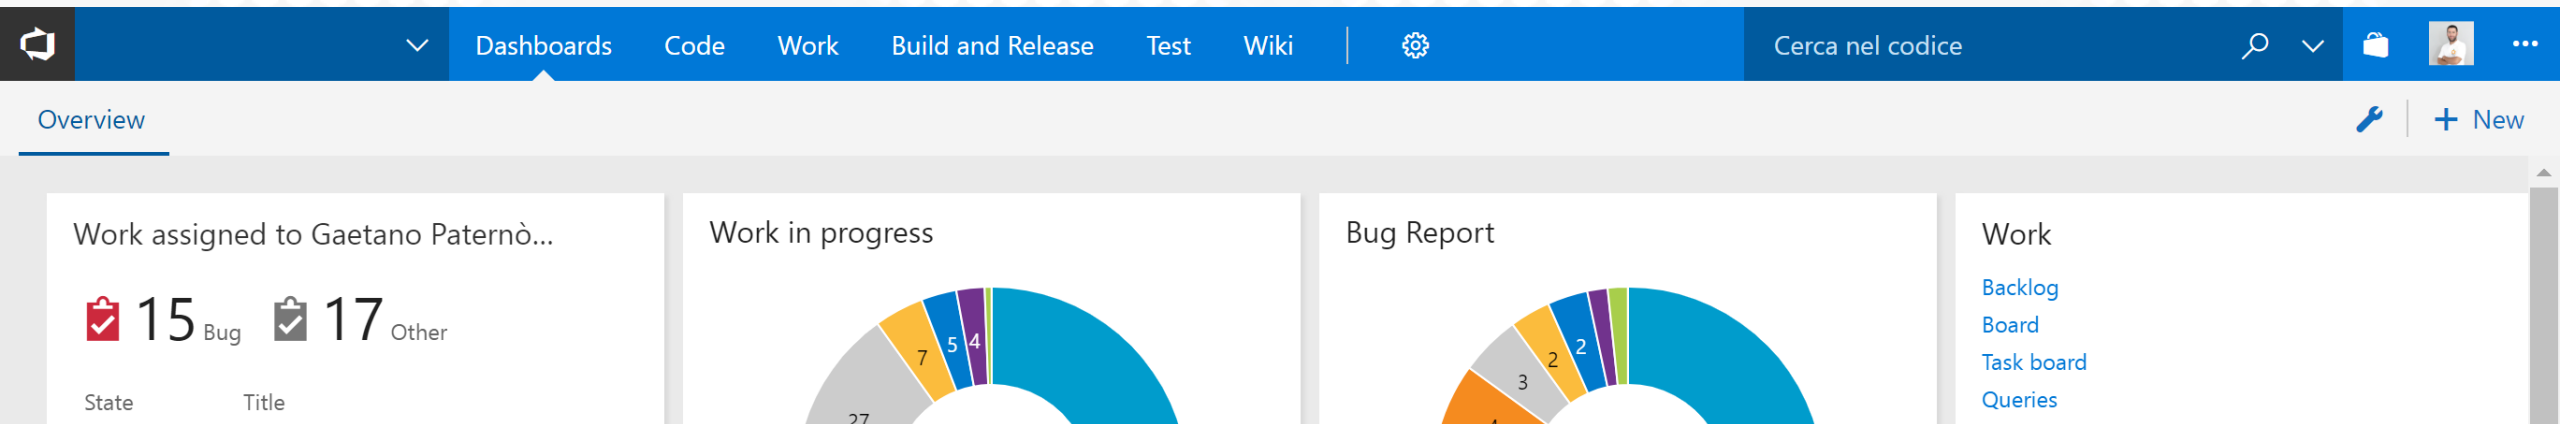 Dashboards Code Work Build and Release Test Wiki Cerca nel codice
Overview
New
Work assigned to Gaetano Paternò...
15 Bug 17 Other
State Title
Work in progress
7 5 4
27
Bug Report
3 2 2
4
Work
Backlog
Board
Task board
Queries